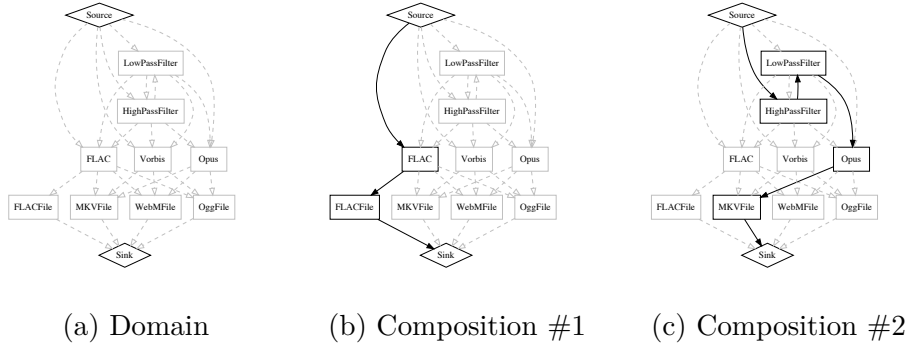 Source
LowPassFilter
HighPassFilter
FLAC Vorbis Opus
FLACFile MKVFile WebMFile OggFile
Sink
(a) Domain
Source
LowPassFilter
HighPassFilter
FLAC Vorbis Opus
FLACFile MKVFile WebMFile OggFile
Sink
(b) Composition #1
Source
LowPassFilter
HighPassFilter
FLAC Vorbis Opus
FLACFile MKVFile WebMFile OggFile
Sink
(c) Composition #2